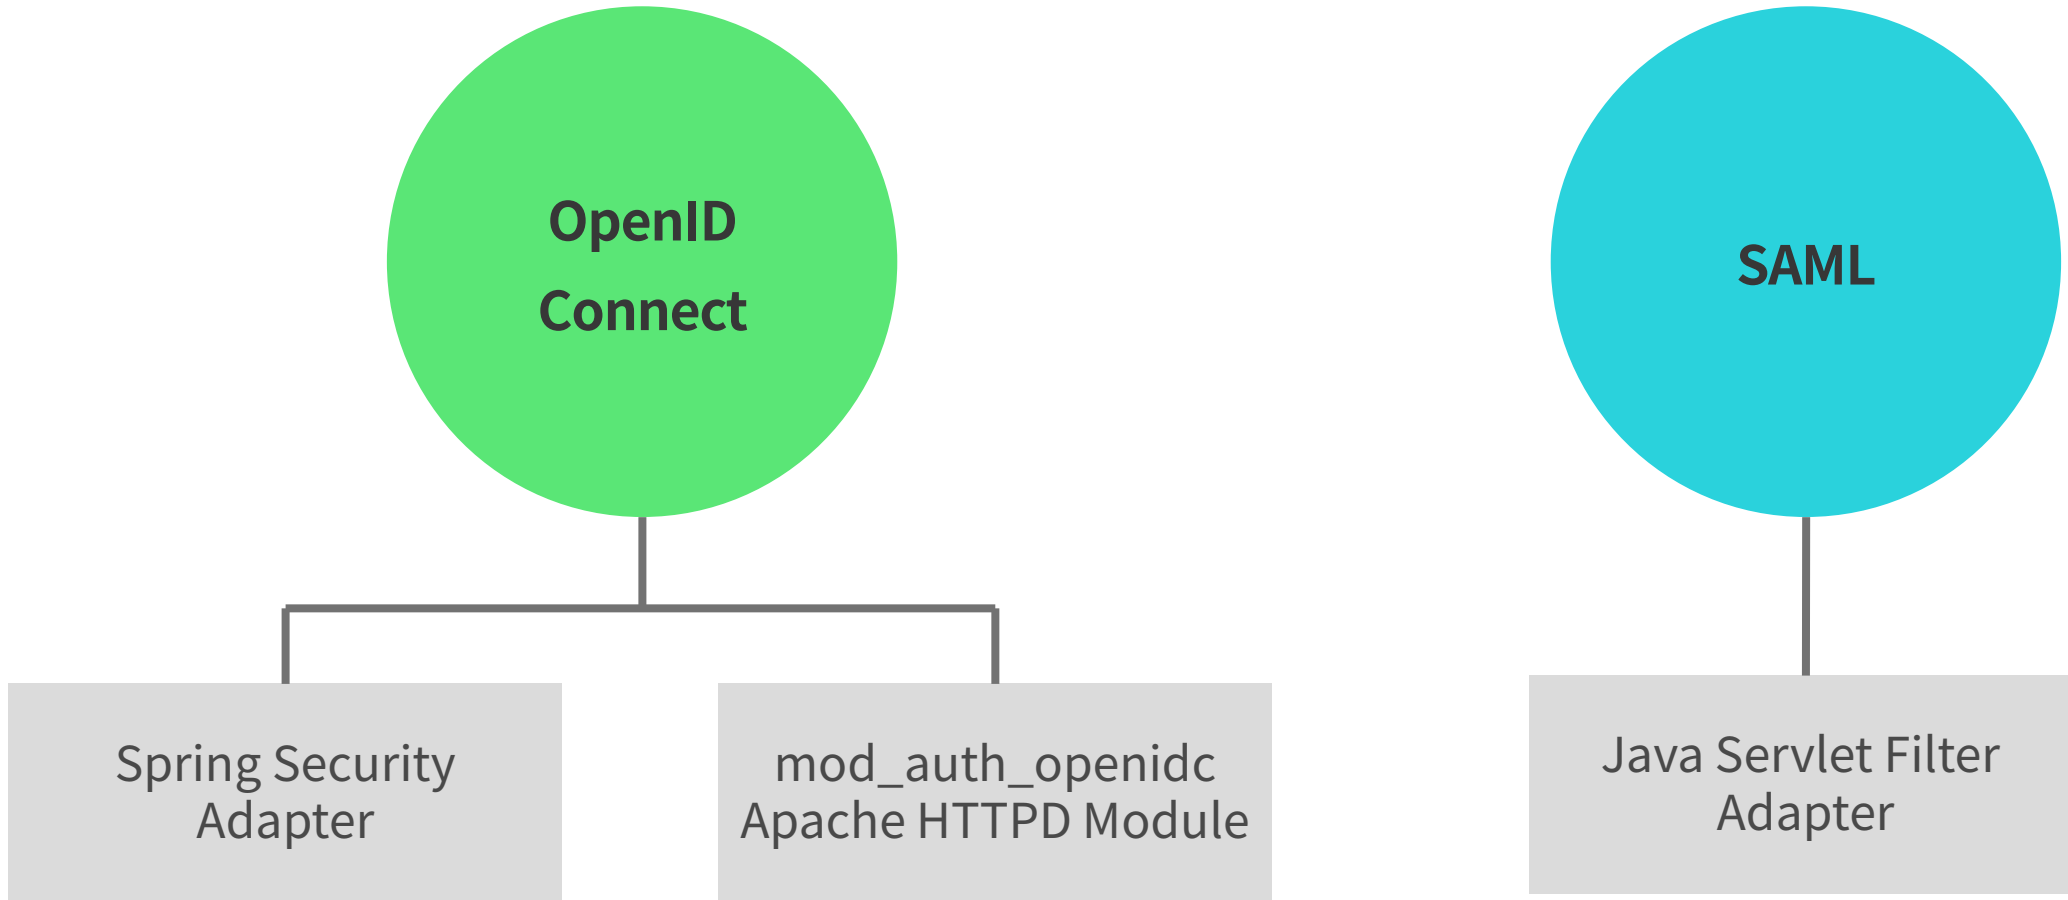 OpenID
Connect
SAML
Spring Security
Adapter
mod_auth_openidc
Apache HTTPD Module
Java Servlet Filter
Adapter